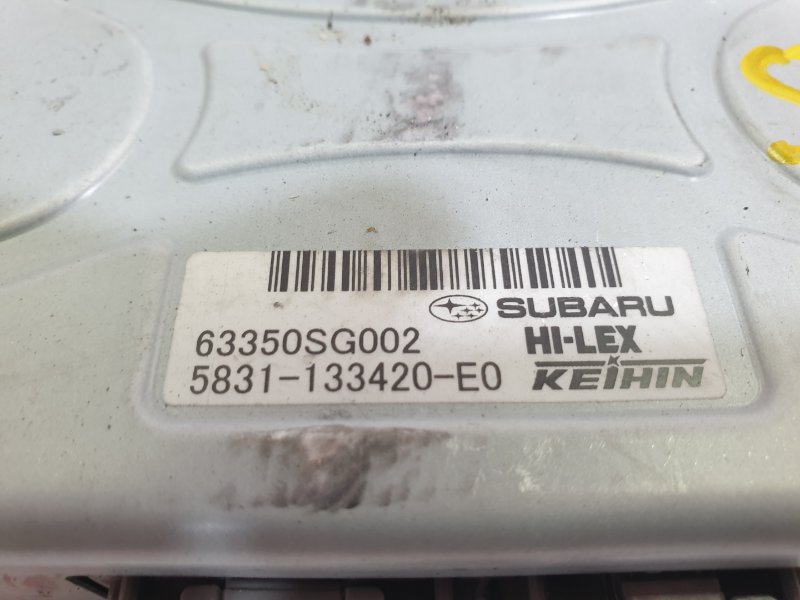 SUBARU
63350SG002 HI-LEX
5831-133420-E0 KEIHIN